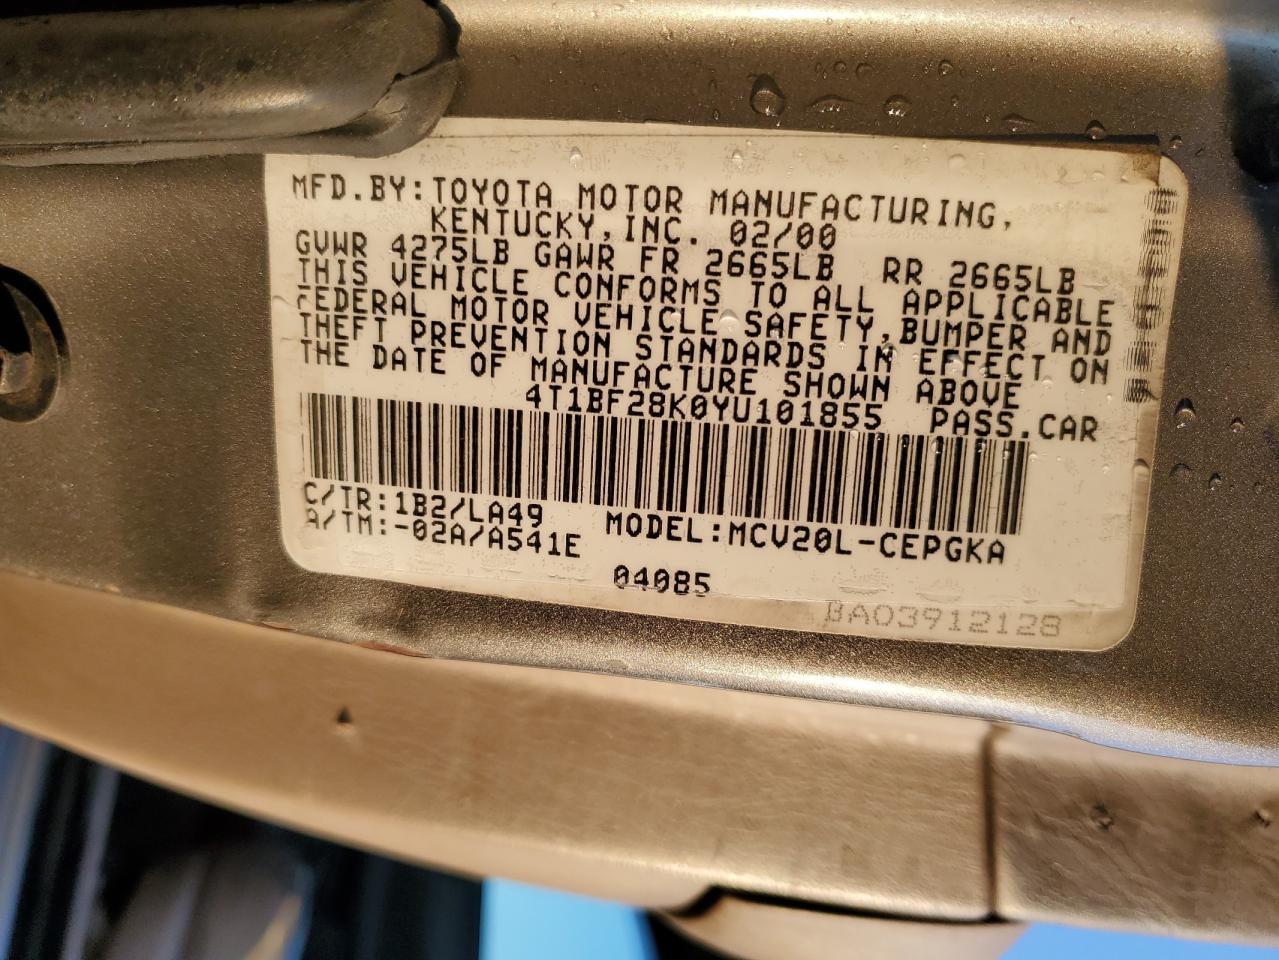 MFD.BY:TOYOTA MOTOR MANUFACTURING,
KENTUCKY,INC. 02/00
GVWR 4275LB GAWR FR 2665LB RR 2665LB
THIS VEHICLE CONFORMS TO ALL APPLICABLE
FEDERAL MOTOR VEHICLE SAFETY,BUMPER AND
THEFT PREVENTION STANDARDS IN EFFECT ON
THE DATE OF MANUFACTURE SHOWN ABOVE
4T1BF28K0YU101855 PASS.CAR
C/TR:1B2/LA49 MODEL:MCV20L-CEPGKA
A/TM:-02A/A541E
04085
BAO3912128